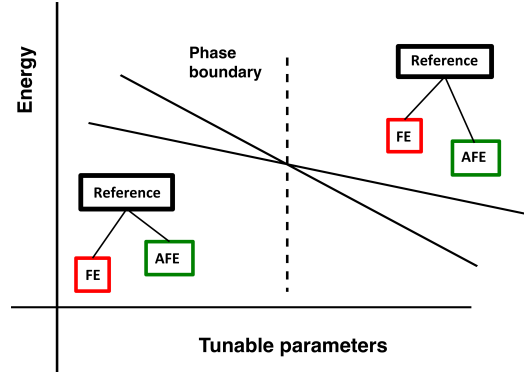 Energy
Phase
boundary
Reference
FE
AFE
Reference
FE
AFE
Tunable parameters